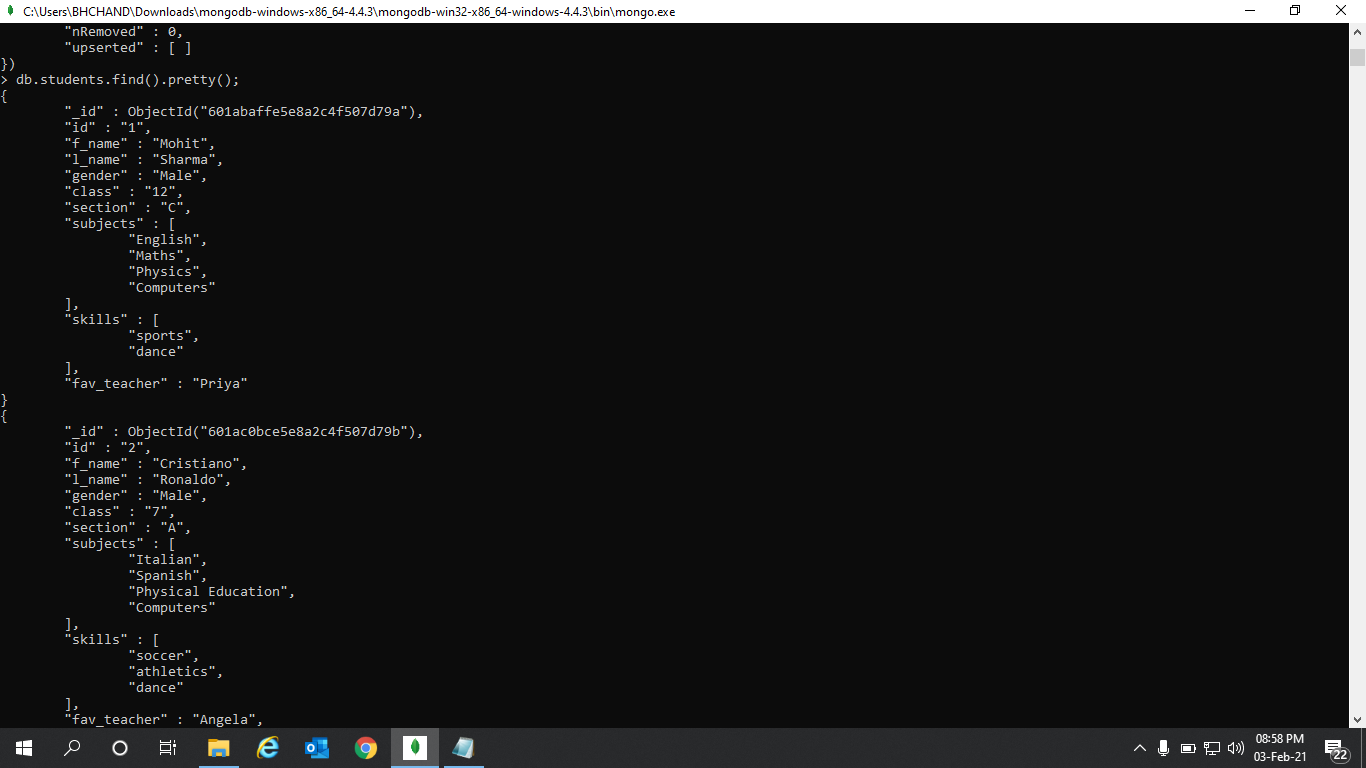 C:\Users\BHCHAND\Downloads\mongodb-windows-x86_64-4.4.3\mongodb-win32-x86_64-windows-4.4.3\bin\mongo.exe
"nRemoved" : 0,
"upserted" : [ ]
})
> db.students.find().pretty();
{
"_id" : ObjectId("601abaffe5e8a2c4f507d79a"),
"id" : "1",
"f_name" : "Mohit",
"l_name" : "Sharma",
"gender" : "Male",
"class" : "12",
"section" : "C",
"subjects" : [
"English",
"Maths",
"Physics",
"Computers"
],
"skills" : [
"sports",
"dance"
],
"fav_teacher" : "Priya"
}
{
"_id" : ObjectId("601ac0bce5e8a2c4f507d79b"),
"id" : "2",
"f_name" : "Cristiano",
"l_name" : "Ronaldo",
"gender" : "Male",
"class" : "7",
"section" : "A",
"subjects" : [
"Italian",
"Spanish",
"Physical Education",
"Computers"
],
"skills" : [
"soccer",
"athletics",
"dance"
],
"fav_teacher" : "Angela",
08:58 PM
03-Feb-21
22